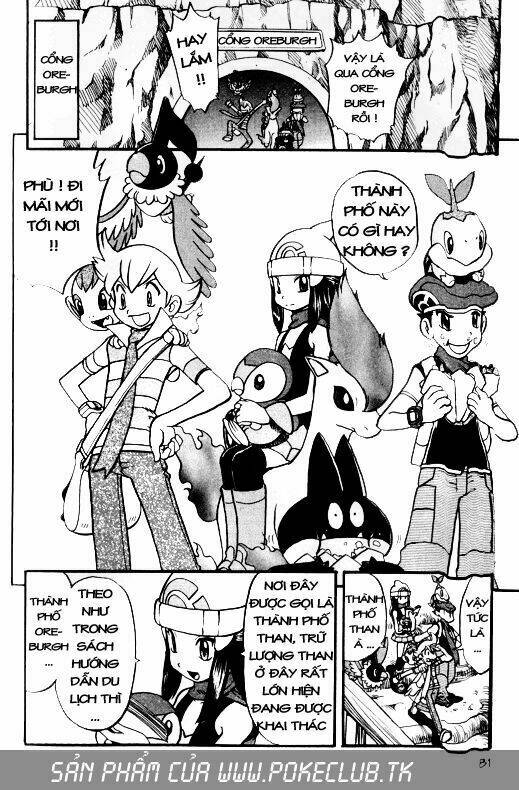 CỔNG
ORE-
BURGH
HAY
LẮM
!!
CỔNG OREBURGH
VẬY LÀ
QUA CỔNG
ORE-
BURGH
RỒI !
PHÙ ! ĐI
MÃI MỚI
TỚI NƠI
!!
THÀNH
PHỐ NÀY
CÓ GÌ HAY
KHÔNG ?
THÀNH
PHỐ
ORE-
BURGH
...
THEO
NHƯ
TRONG
SÁCH
HƯỚNG
DẪN DU
LỊCH THÌ
...
NƠI ĐÂY
ĐƯỢC GỌI LÀ
THÀNH PHỐ
THAN, TRỮ
LƯỢNG THAN
Ở ĐÂY RẤT
LỚN HIỆN
ĐANG ĐƯỢC
KHAI THÁC
THÀNH
PHỐ THAN
À ...
VẬY
TỨC
LÀ
...
31
SẢN PHẨM CỦA WWW.POKECLUB.TK